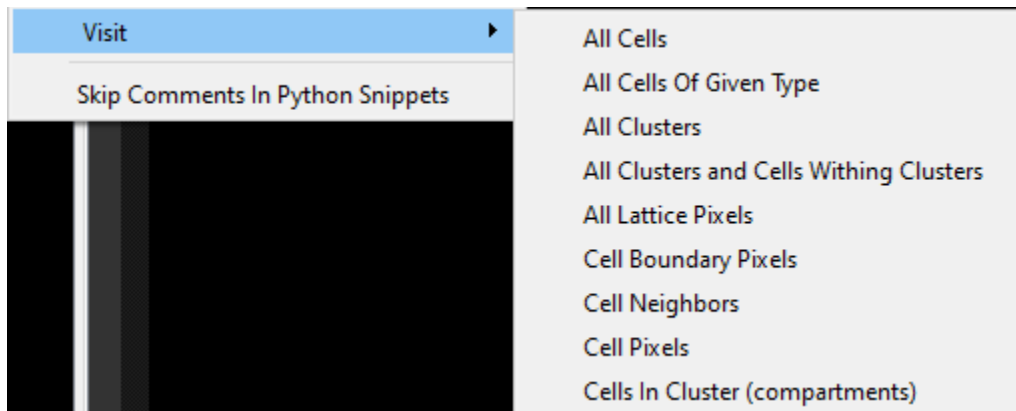 Visit
Skip Comments In Python Snippets
All Cells
All Cells Of Given Type
All Clusters
All Clusters and Cells Withing Clusters
All Lattice Pixels
Cell Boundary Pixels
Cell Neighbors
Cell Pixels
Cells In Cluster (compartments)